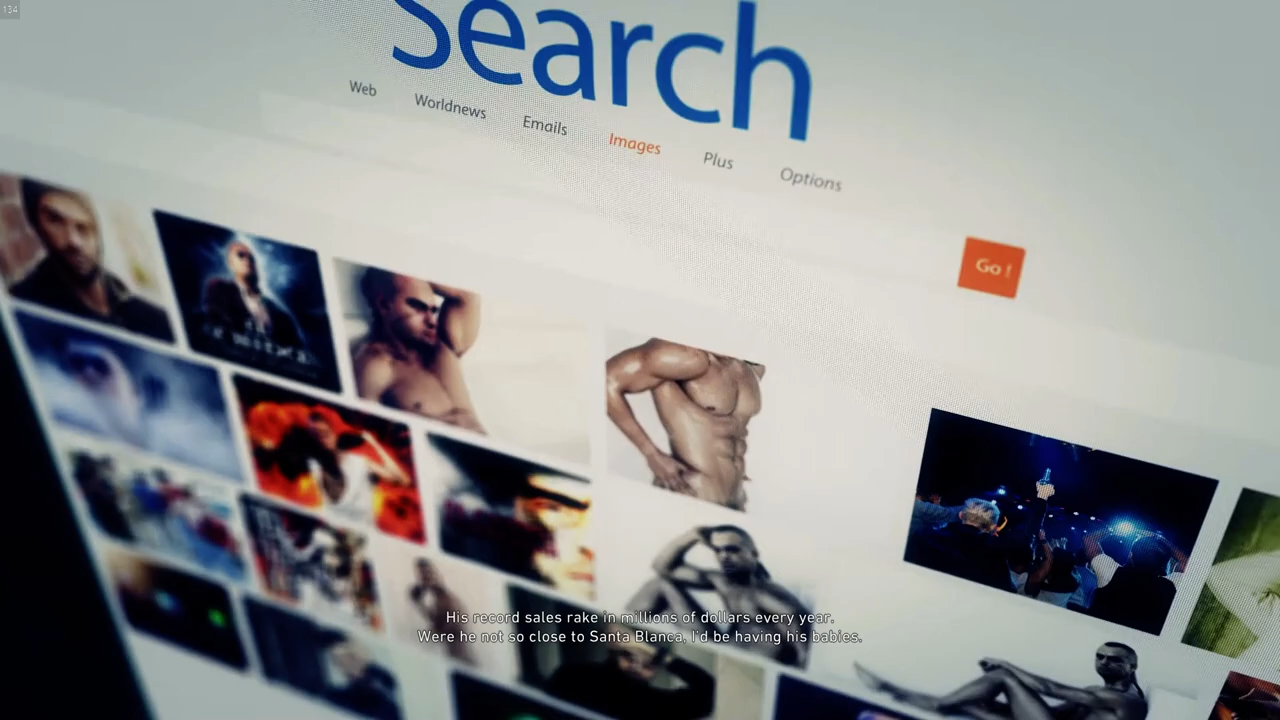 134
Search
Web Worldnews Emails Images Plus Options
Go !
His record sales rake in millions of dollars every year.
Were he not so close to Santa Blanca, I'd be having his babies.